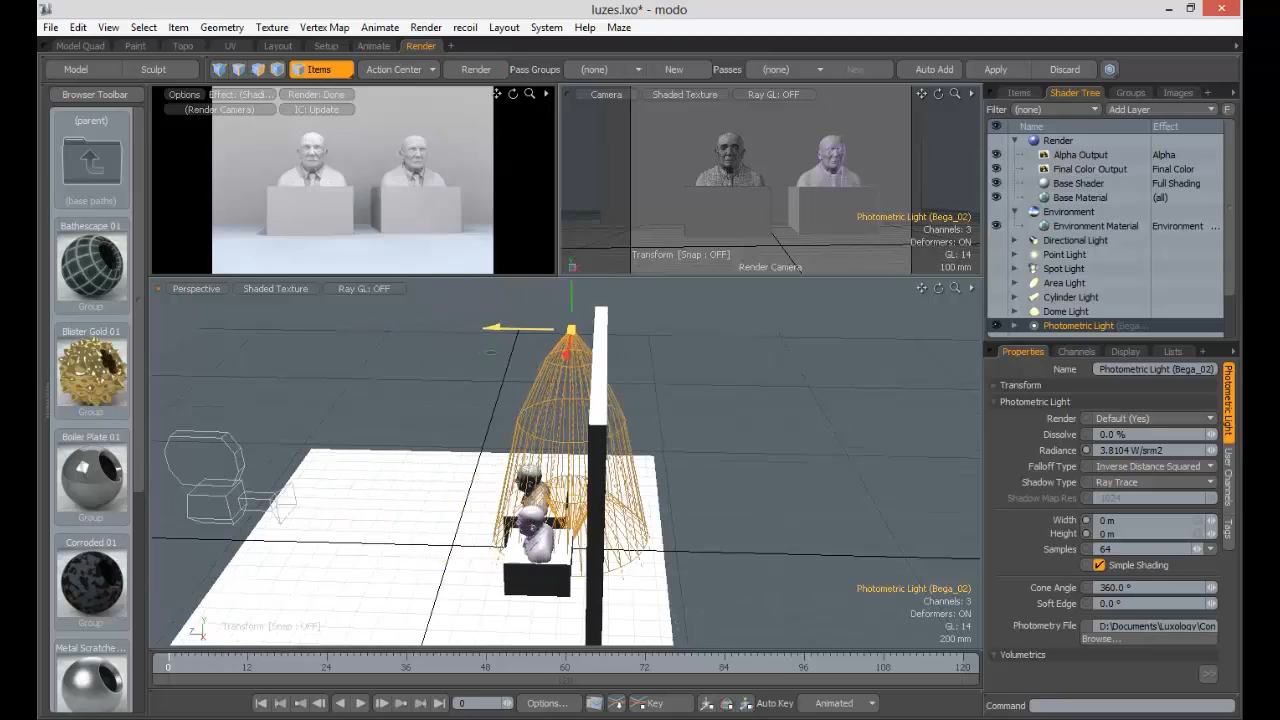 luzes.lxo* - modo
File Edit View Select Item Geometry Texture Vertex Map Animate Render recoil Layout System Help Maze
Model Quad Paint Topo UV Layout Setup Animate Render +
Model Sculpt Items Action Center Render Pass Groups (none) New Passes (none) New Auto Add Apply Discard
Browser Toolbar
(parent)
(base paths)
Bathescape 01
Group
Blister Gold 01
Group
Boiler Plate 01
Group
Corroded 01
Group
Metal Scratche...
Options Effect: (Shadi... Render: Done
(Render Camera) IC: Update
Camera Shaded Texture Ray GL: OFF
Photometric Light (Bega_02)
Channels: 3
Deformers: ON
GL: 14
100 mm
Transform [Snap : OFF]
Render Camera
Perspective Shaded Texture Ray GL: OFF
Photometric Light (Bega_02)
Channels: 3
Deformers: ON
GL: 14
200 mm
Transform [Snap : OFF]
Y
Z
X
Items Shader Tree Groups Images +
Filter (none) Add Layer F
Name Effect
Render
Alpha Output Alpha
Final Color Output Final Color
Base Shader Full Shading
Base Material (all)
Environment
Environment Material Environment ...
Directional Light
Point Light
Spot Light
Area Light
Cylinder Light
Dome Light
Photometric Light (Bega...
Properties Channels Display Lists +
Name Photometric Light (Bega_02)
Transform
Photometric Light
Render Default (Yes)
Dissolve 0.0 %
Radiance 3.8104 W/srm2
Falloff Type Inverse Distance Squared
Shadow Type Ray Trace
Shadow Map Res 1024
Width 0 m
Height 0 m
Samples 64
Simple Shading
Cone Angle 360.0 °
Soft Edge 0.0 °
Photometry File D:\Documents\Luxology\Con
Browse...
Volumetrics
>>
Photometric Light
User Channels
Tags
0 12 24 36 48 60 72 84 96 108 120
120
0 Options... Key Auto Key Animated
Command